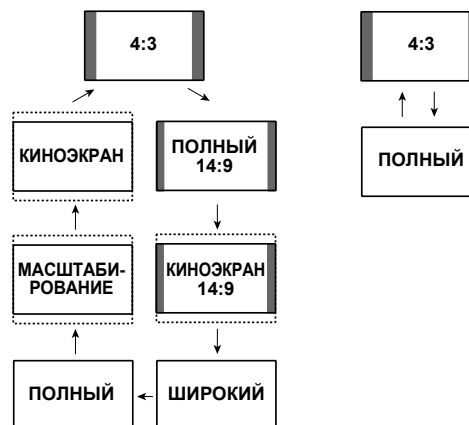 4:3
ПОЛНЫЙ
14:9
КИНОЭКРАН
14:9
ШИРОКИЙ
ПОЛНЫЙ
МАСШТАБИ-
РОВАНИЕ
КИНОЭКРАН
4:3
ПОЛНЫЙ